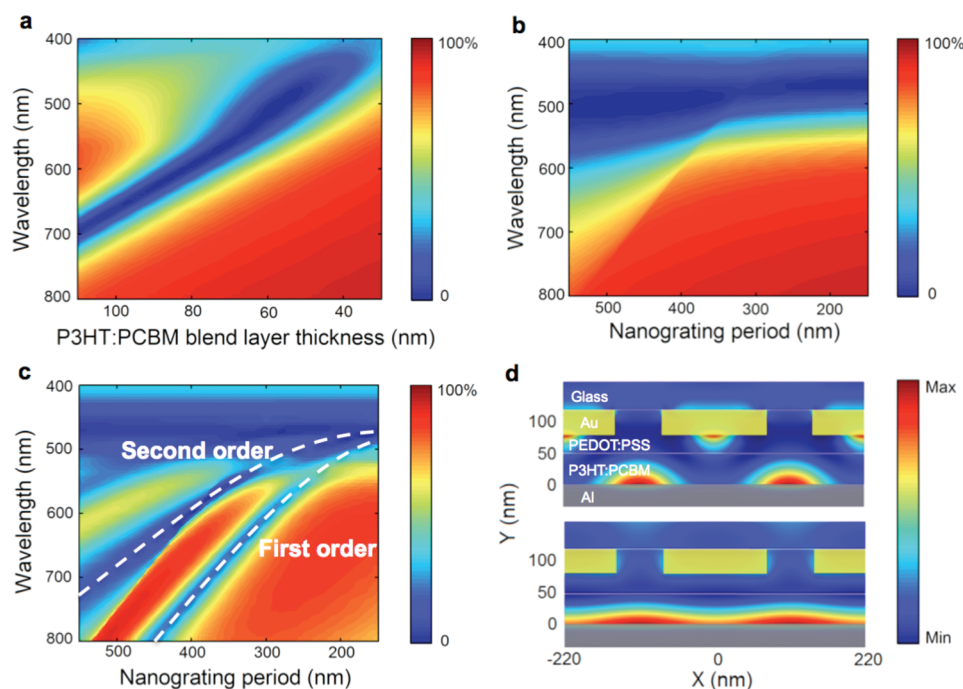 a
100%
400
500
600
700
800
0
Wavelength (nm)
100
80
60
40
P3HT:PCBM blend layer thickness (nm)
b
100%
400
500
600
700
800
0
Wavelength (nm)
500
400
300
200
Nanograting period (nm)
c
100%
400
500
600
700
800
0
Wavelength (nm)
Second order
First order
500
400
300
200
Nanograting period (nm)
d
Max
Glass
100
Au
PEDOT:PSS
50
P3HT:PCBM
0
Al
Y (nm)
100
50
0
Min
-220
0
220
X (nm)